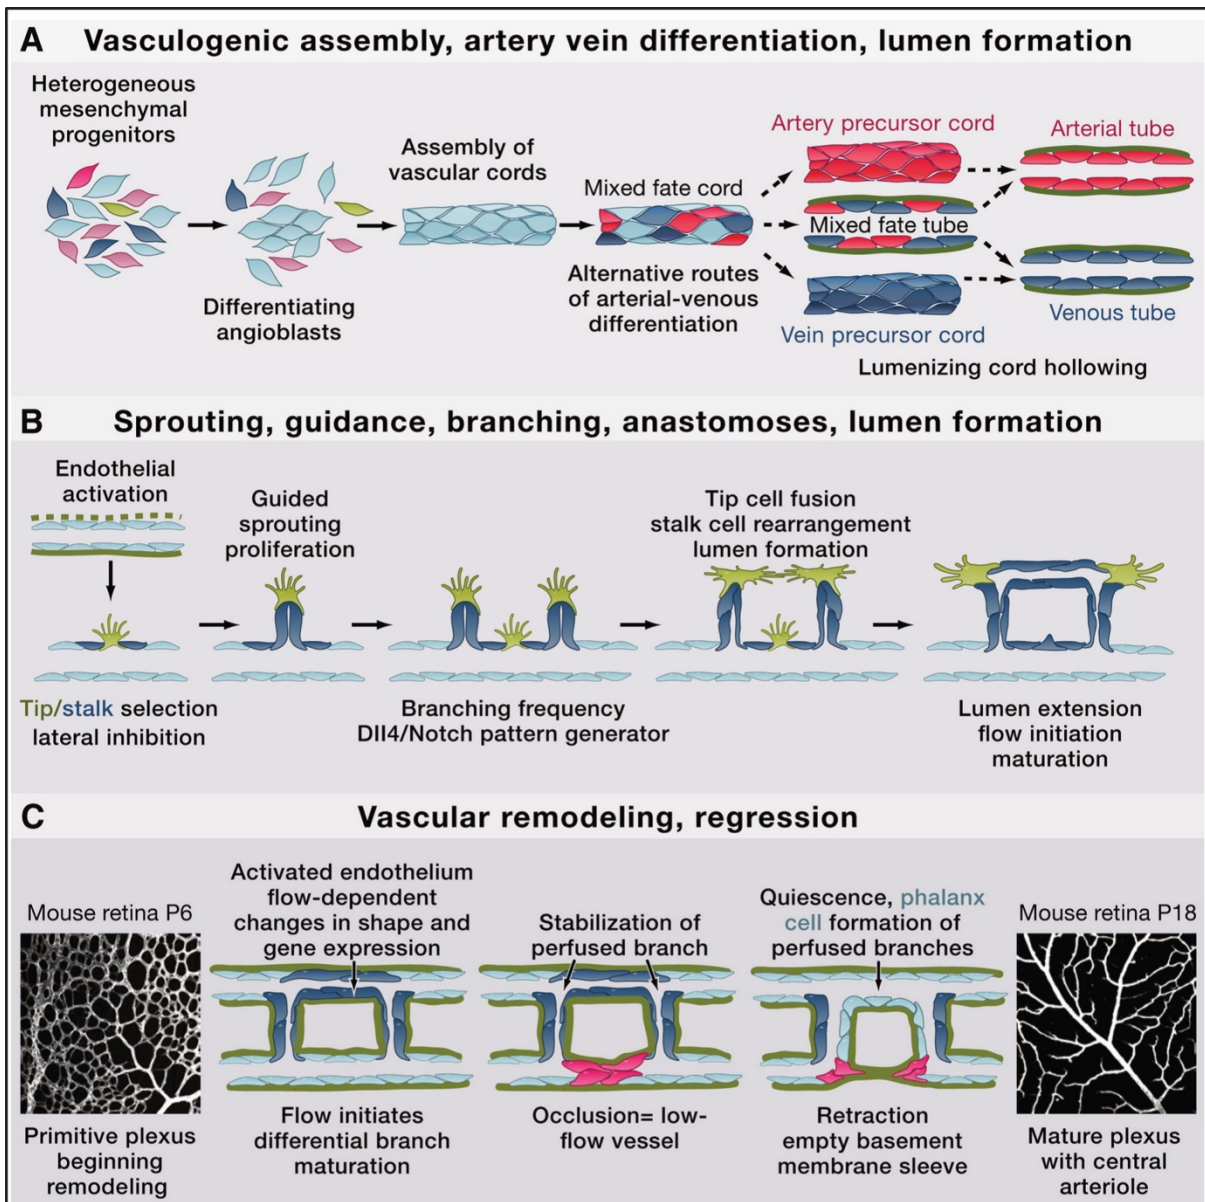 A Vasculogenic assembly, artery vein differentiation, lumen formation
Heterogeneous
mesenchymal
progenitors
Differentiating
angioblasts
Assembly of
vascular cords
Mixed fate cord
Alternative routes
of arterial-venous
differentiation
Artery precursor cord
Mixed fate tube
Vein precursor cord
Arterial tube
Venous tube
Lumenizing cord hollowing
B Sprouting, guidance, branching, anastomoses, lumen formation
Endothelial
activation
Tip/stalk selection
lateral inhibition
Guided
sprouting
proliferation
Branching frequency
Dll4/Notch pattern generator
Tip cell fusion
stalk cell rearrangement
lumen formation
Lumen extension
flow initiation
maturation
C Vascular remodeling, regression
Mouse retina P6
Primitive plexus
beginning
remodeling
Activated endothelium
flow-dependent
changes in shape and
gene expression
Flow initiates
differential branch
maturation
Stabilization of
perfused branch
Occlusion= low-
flow vessel
Quiescence, phalanx
cell formation of
perfused branches
Retraction
empty basement
membrane sleeve
Mouse retina P18
Mature plexus
with central
arteriole